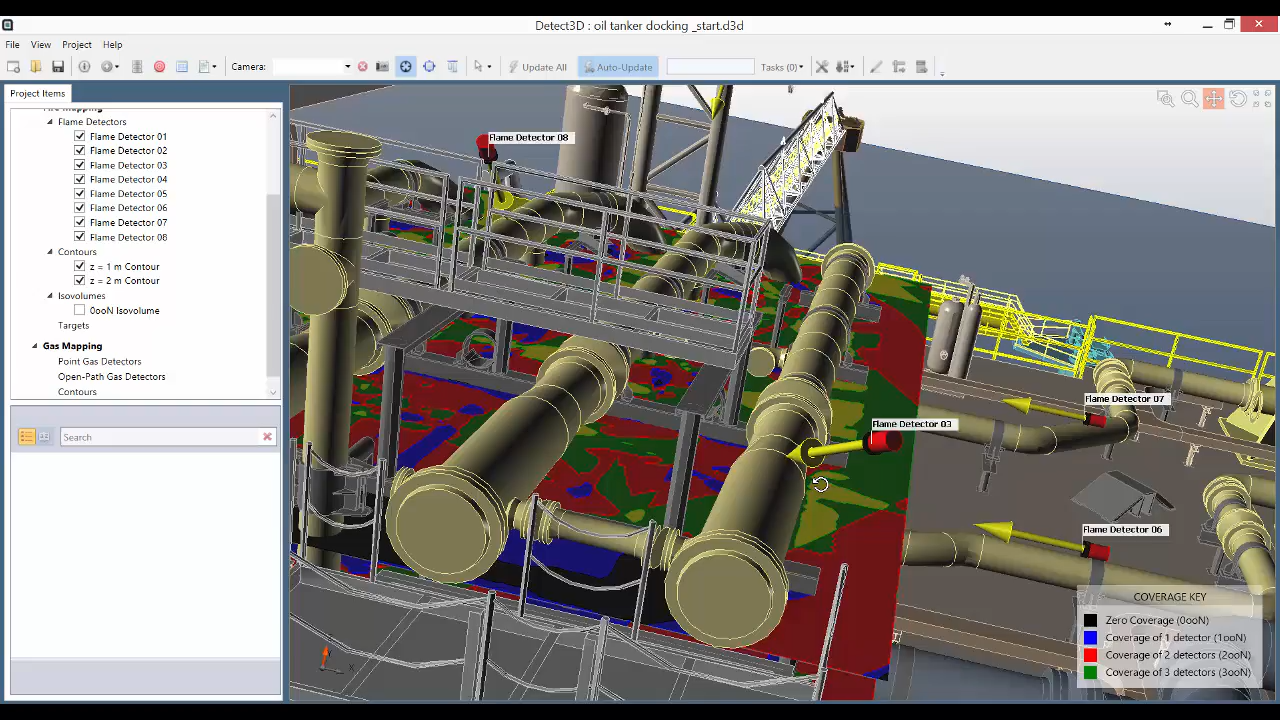 Detect3D : oil tanker docking _start.d3d
File View Project Help
Camera:
Update All
Auto-Update
Tasks (0)
Project Items
Flame Detectors
Flame Detector 01
Flame Detector 02
Flame Detector 03
Flame Detector 04
Flame Detector 05
Flame Detector 06
Flame Detector 07
Flame Detector 08
Contours
z = 1 m Contour
z = 2 m Contour
Isovolumes
0ooN Isovolume
Targets
Gas Mapping
Point Gas Detectors
Open-Path Gas Detectors
Contours
Search
Flame Detector 08
Flame Detector 07
Flame Detector 03
Flame Detector 06
COVERAGE KEY
Zero Coverage (0ooN)
Coverage of 1 detector (1ooN)
Coverage of 2 detectors (2ooN)
Coverage of 3 detectors (3ooN)
X